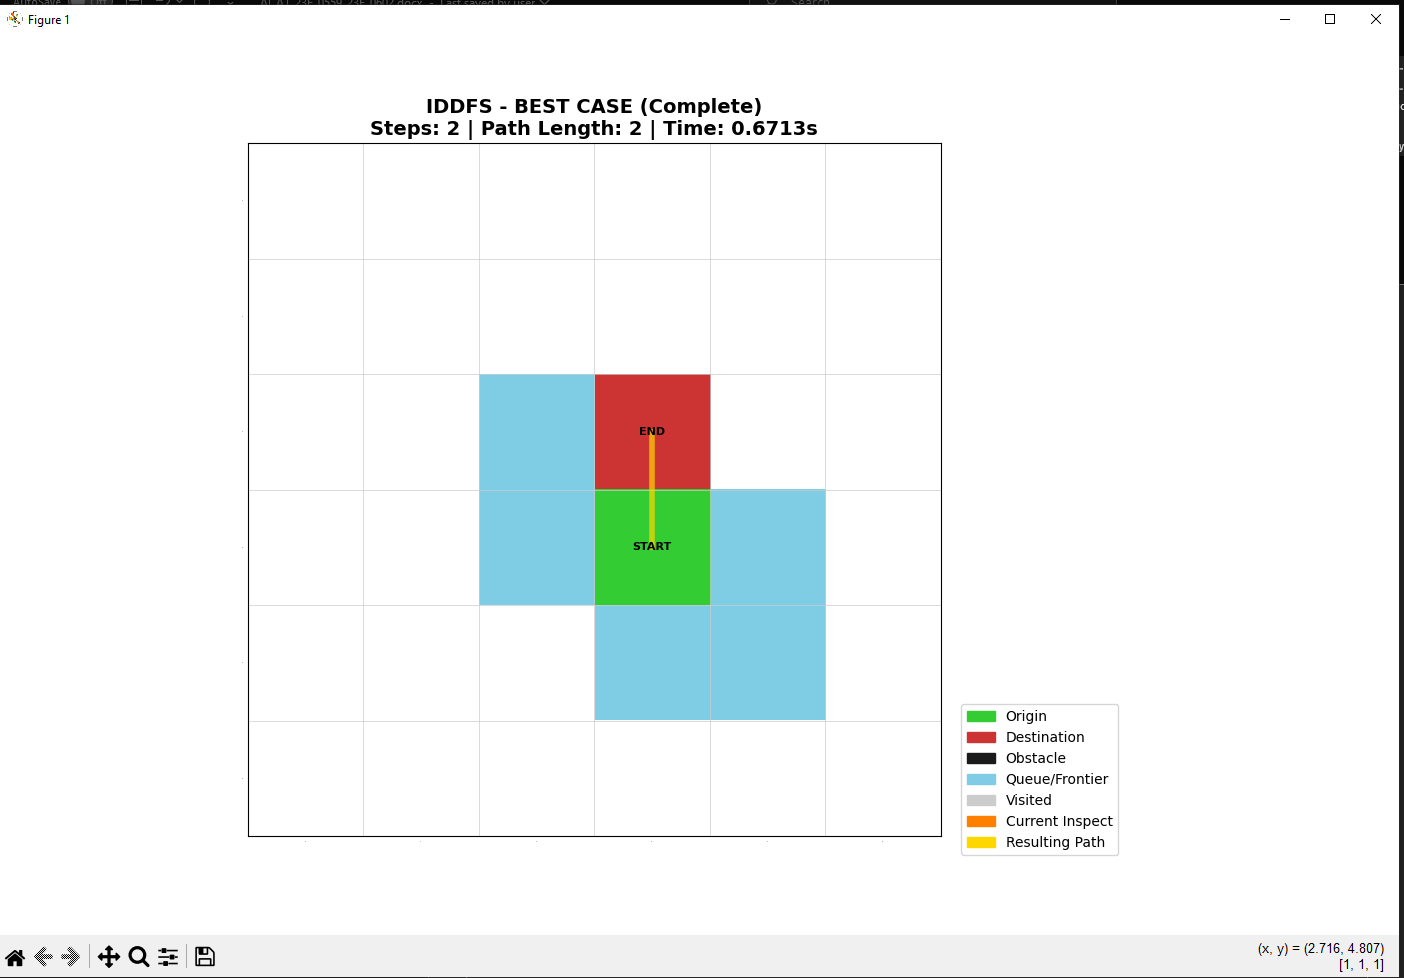 Figure 1
IDDFS - BEST CASE (Complete)
Steps: 2 | Path Length: 2 | Time: 0.6713s
END
START
Origin
Destination
Obstacle
Queue/Frontier
Visited
Current Inspect
Resulting Path
(x, y) = (2.716, 4.807)
[1, 1, 1]